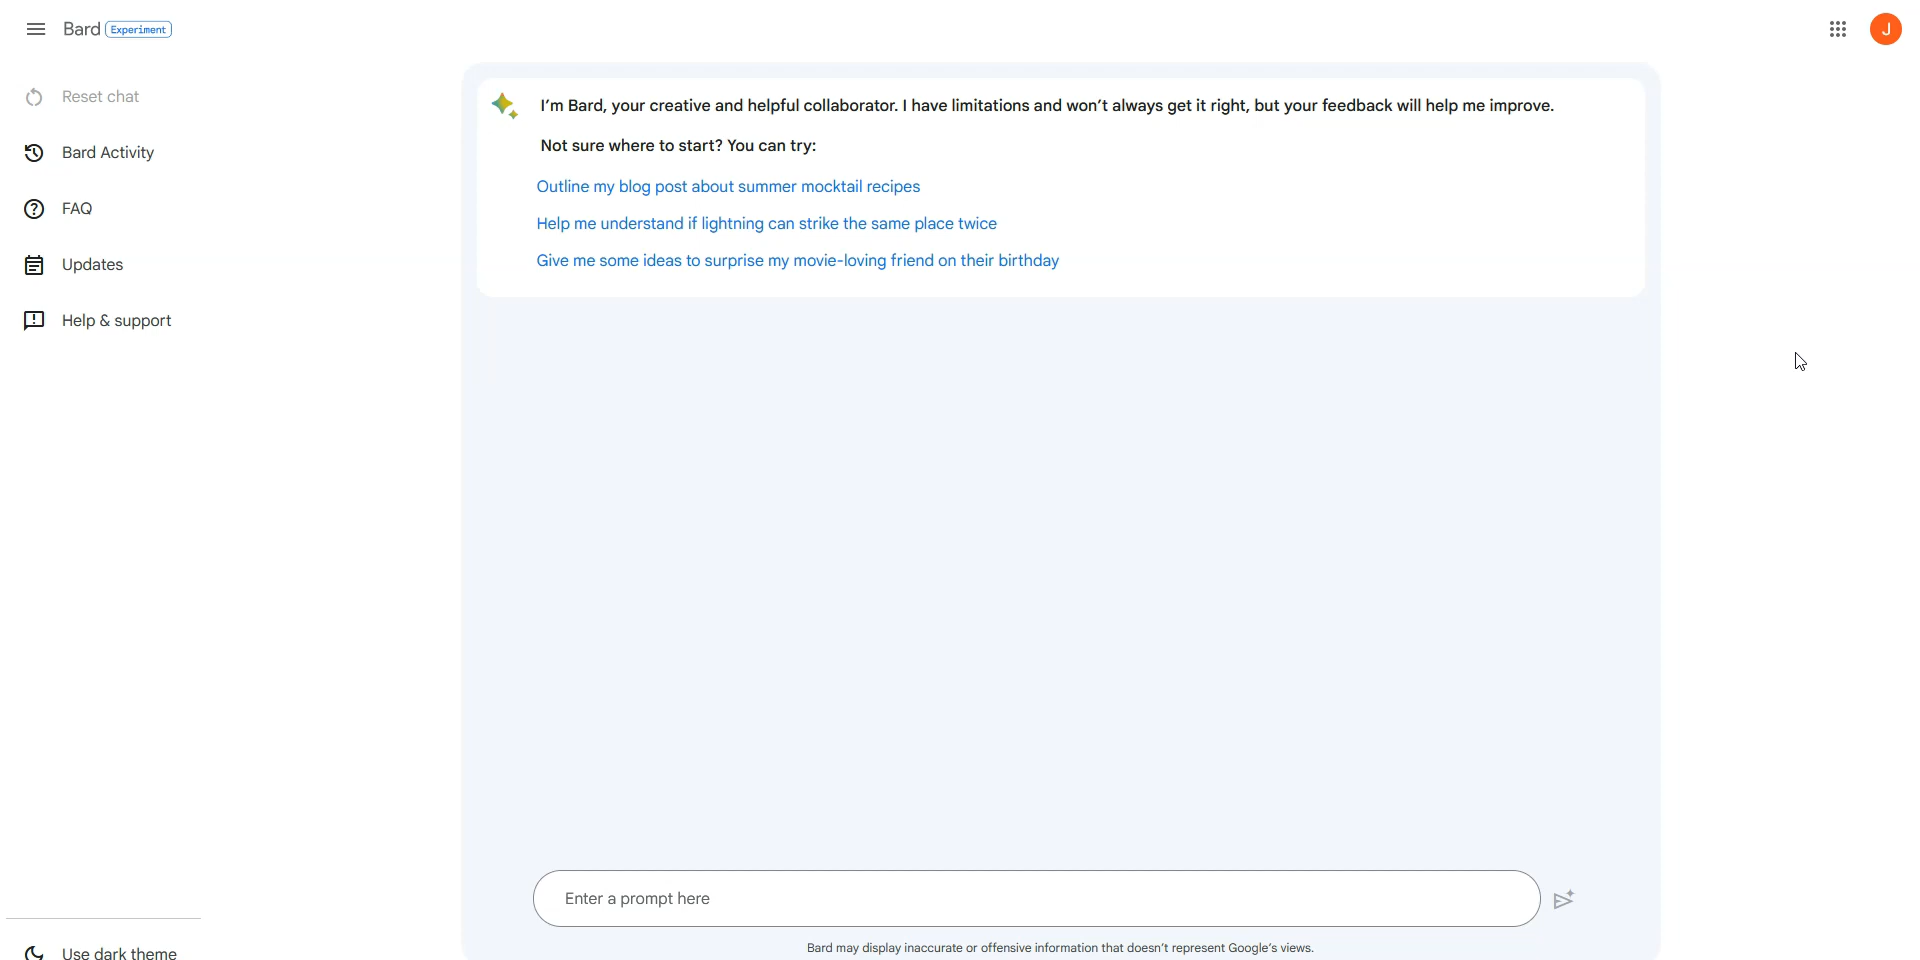 Bard Experiment
J
Reset chat
Bard Activity
FAQ
Updates
Help & support
I'm Bard, your creative and helpful collaborator. I have limitations and won't always get it right, but your feedback will help me improve.
Not sure where to start? You can try:
Outline my blog post about summer mocktail recipes
Help me understand if lightning can strike the same place twice
Give me some ideas to surprise my movie-loving friend on their birthday
Enter a prompt here
Bard may display inaccurate or offensive information that doesn't represent Google's views.
Use dark theme